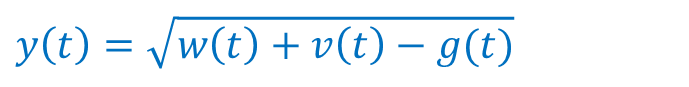 y(t) = √(w(t) + v(t) − g(t))